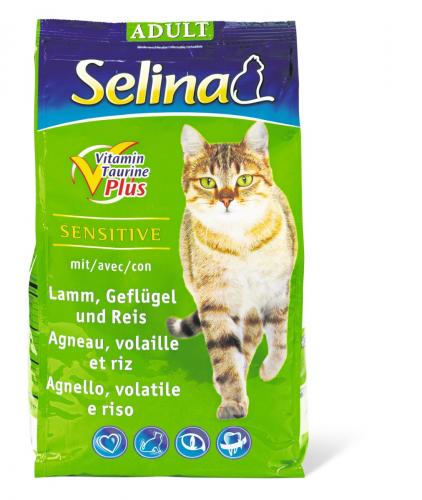 ADULT
Selina
Vitamin
Taurine
Plus
SENSITIVE
mit/avec/con
Lamm, Geflügel
und Reis
Agneau, volaille
et riz
Agnello, volatile
e riso